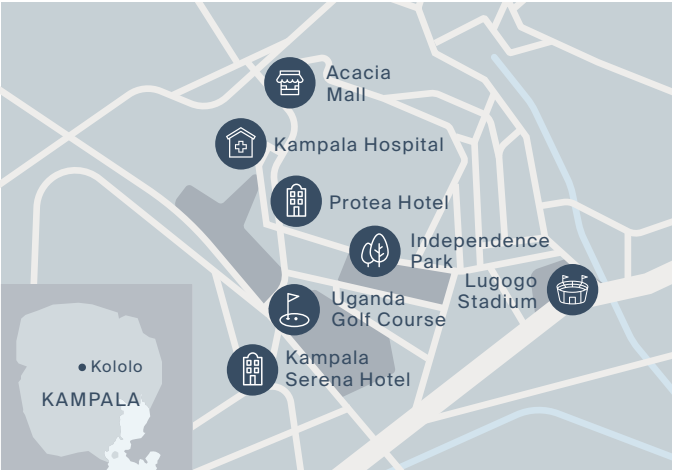 Acacia
Mall
Kampala Hospital
Protea Hotel
Independence
Park
Lugogo
Stadium
Uganda
Golf Course
Kampala
Serena Hotel
Kololo
KAMPALA